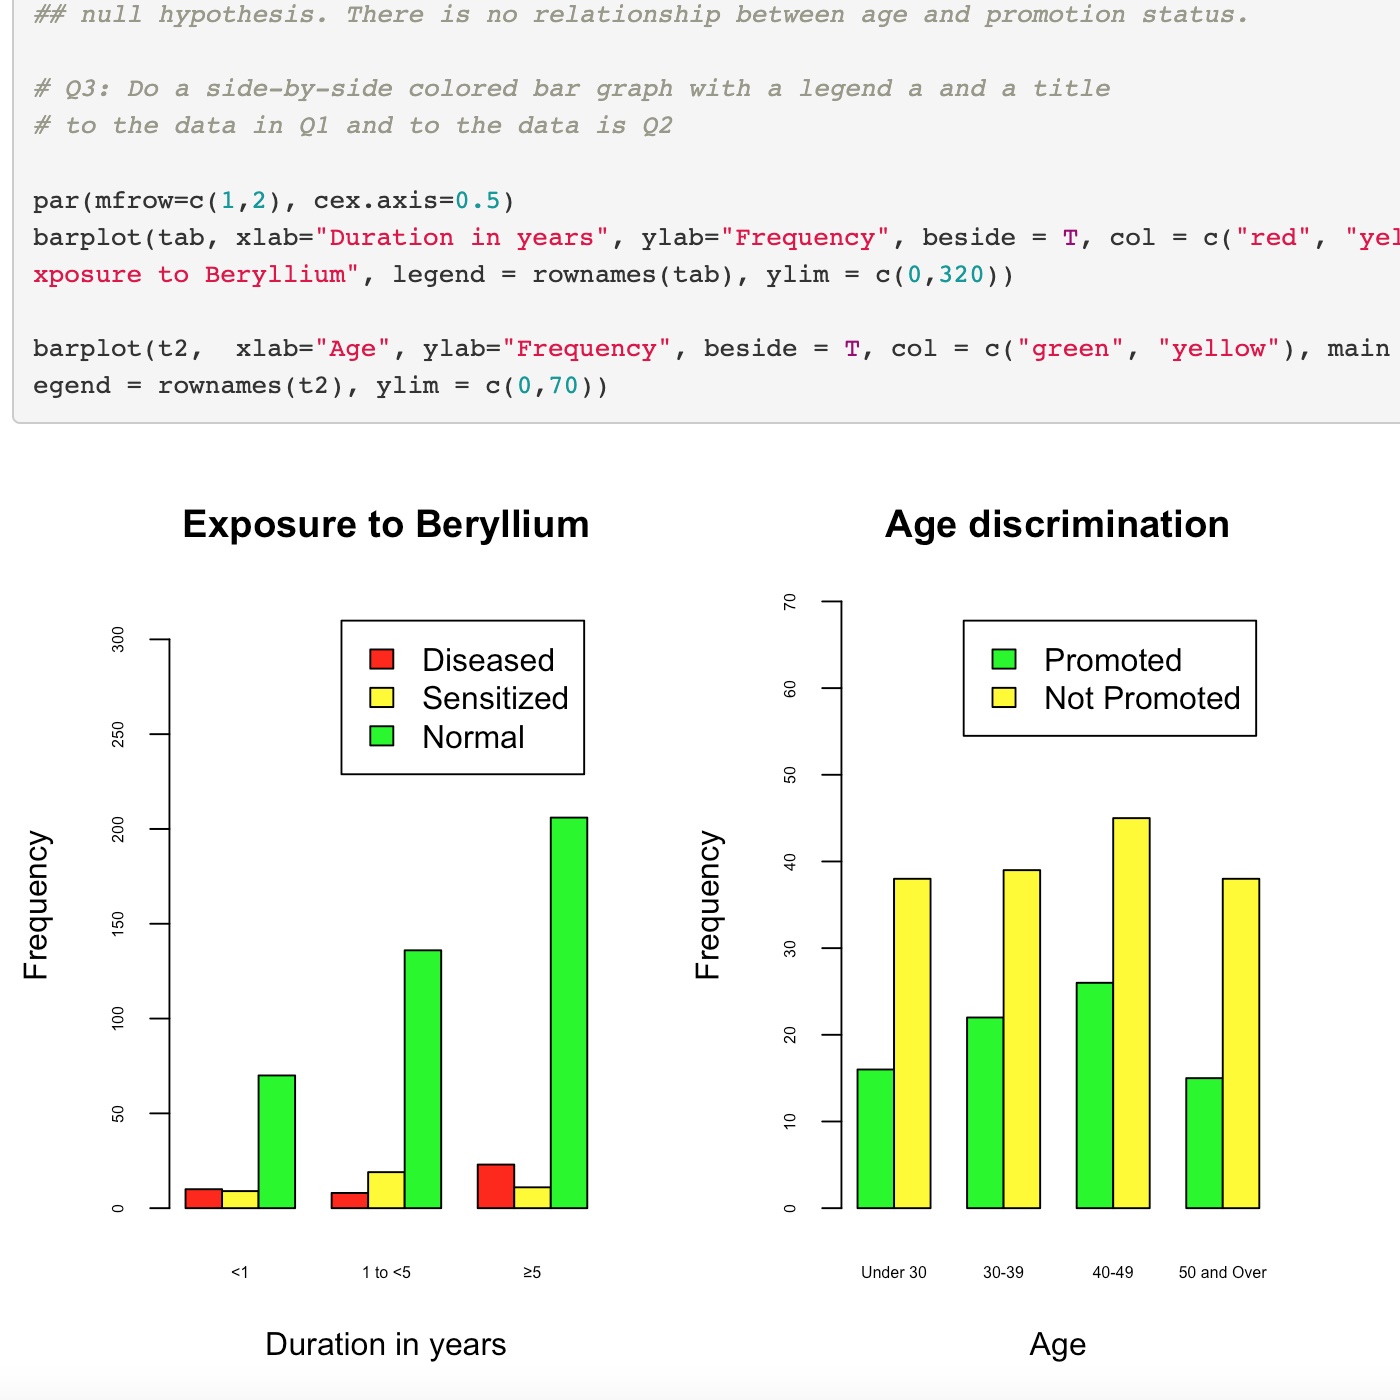 ## null hypothesis. There is no relationship between age and promotion status.
# Q3: Do a side-by-side colored bar graph with a legend a and a title
# to the data in Q1 and to the data is Q2
par(mfrow=c(1,2), cex.axis=0.5)
barplot(tab, xlab="Duration in years", ylab="Frequency", beside = T, col = c("red", "yel
xposure to Beryllium", legend = rownames(tab), ylim = c(0,320))
barplot(t2,  xlab="Age", ylab="Frequency", beside = T, col = c("green", "yellow"), main
egend = rownames(t2), ylim = c(0,70))
Exposure to Beryllium
Frequency
300
250
200
150
100
50
0
Diseased
Sensitized
Normal
<1
1 to <5
≥5
Duration in years
Age discrimination
Frequency
70
60
50
40
30
20
10
0
Promoted
Not Promoted
Under 30
30-39
40-49
50 and Over
Age